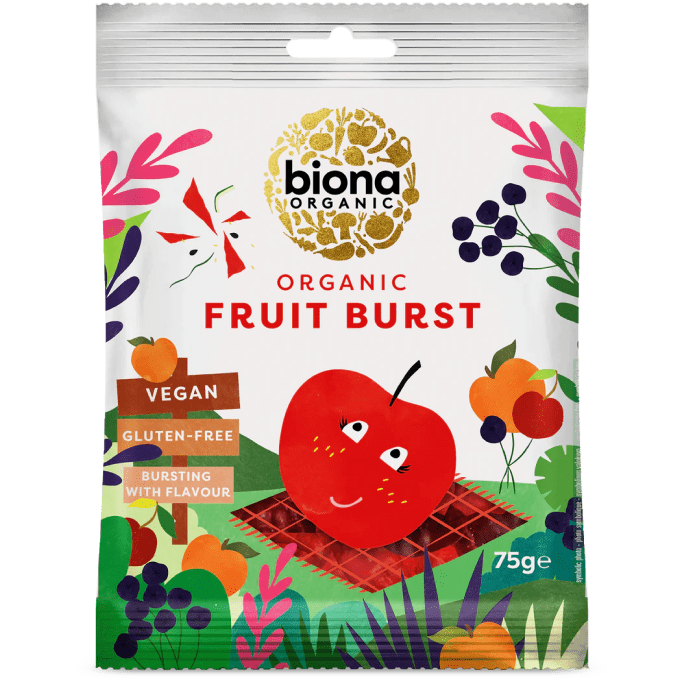 biona
ORGANIC
ORGANIC
FRUIT BURST
VEGAN
GLUTEN-FREE
BURSTING
WITH FLAVOUR
75g℮